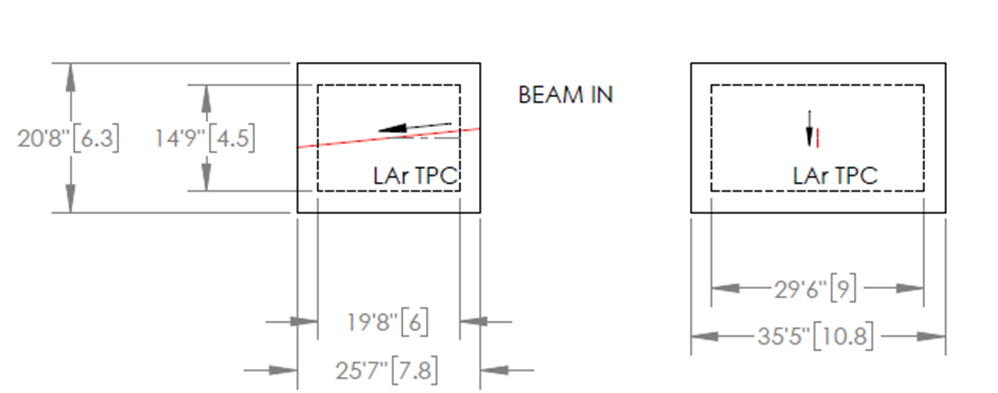 BEAM IN
20'8"[6.3]
14'9"[4.5]
LAr TPC
LAr TPC
29'6"[9]
19'8"[6]
35'5"[10.8]
25'7"[7.8]